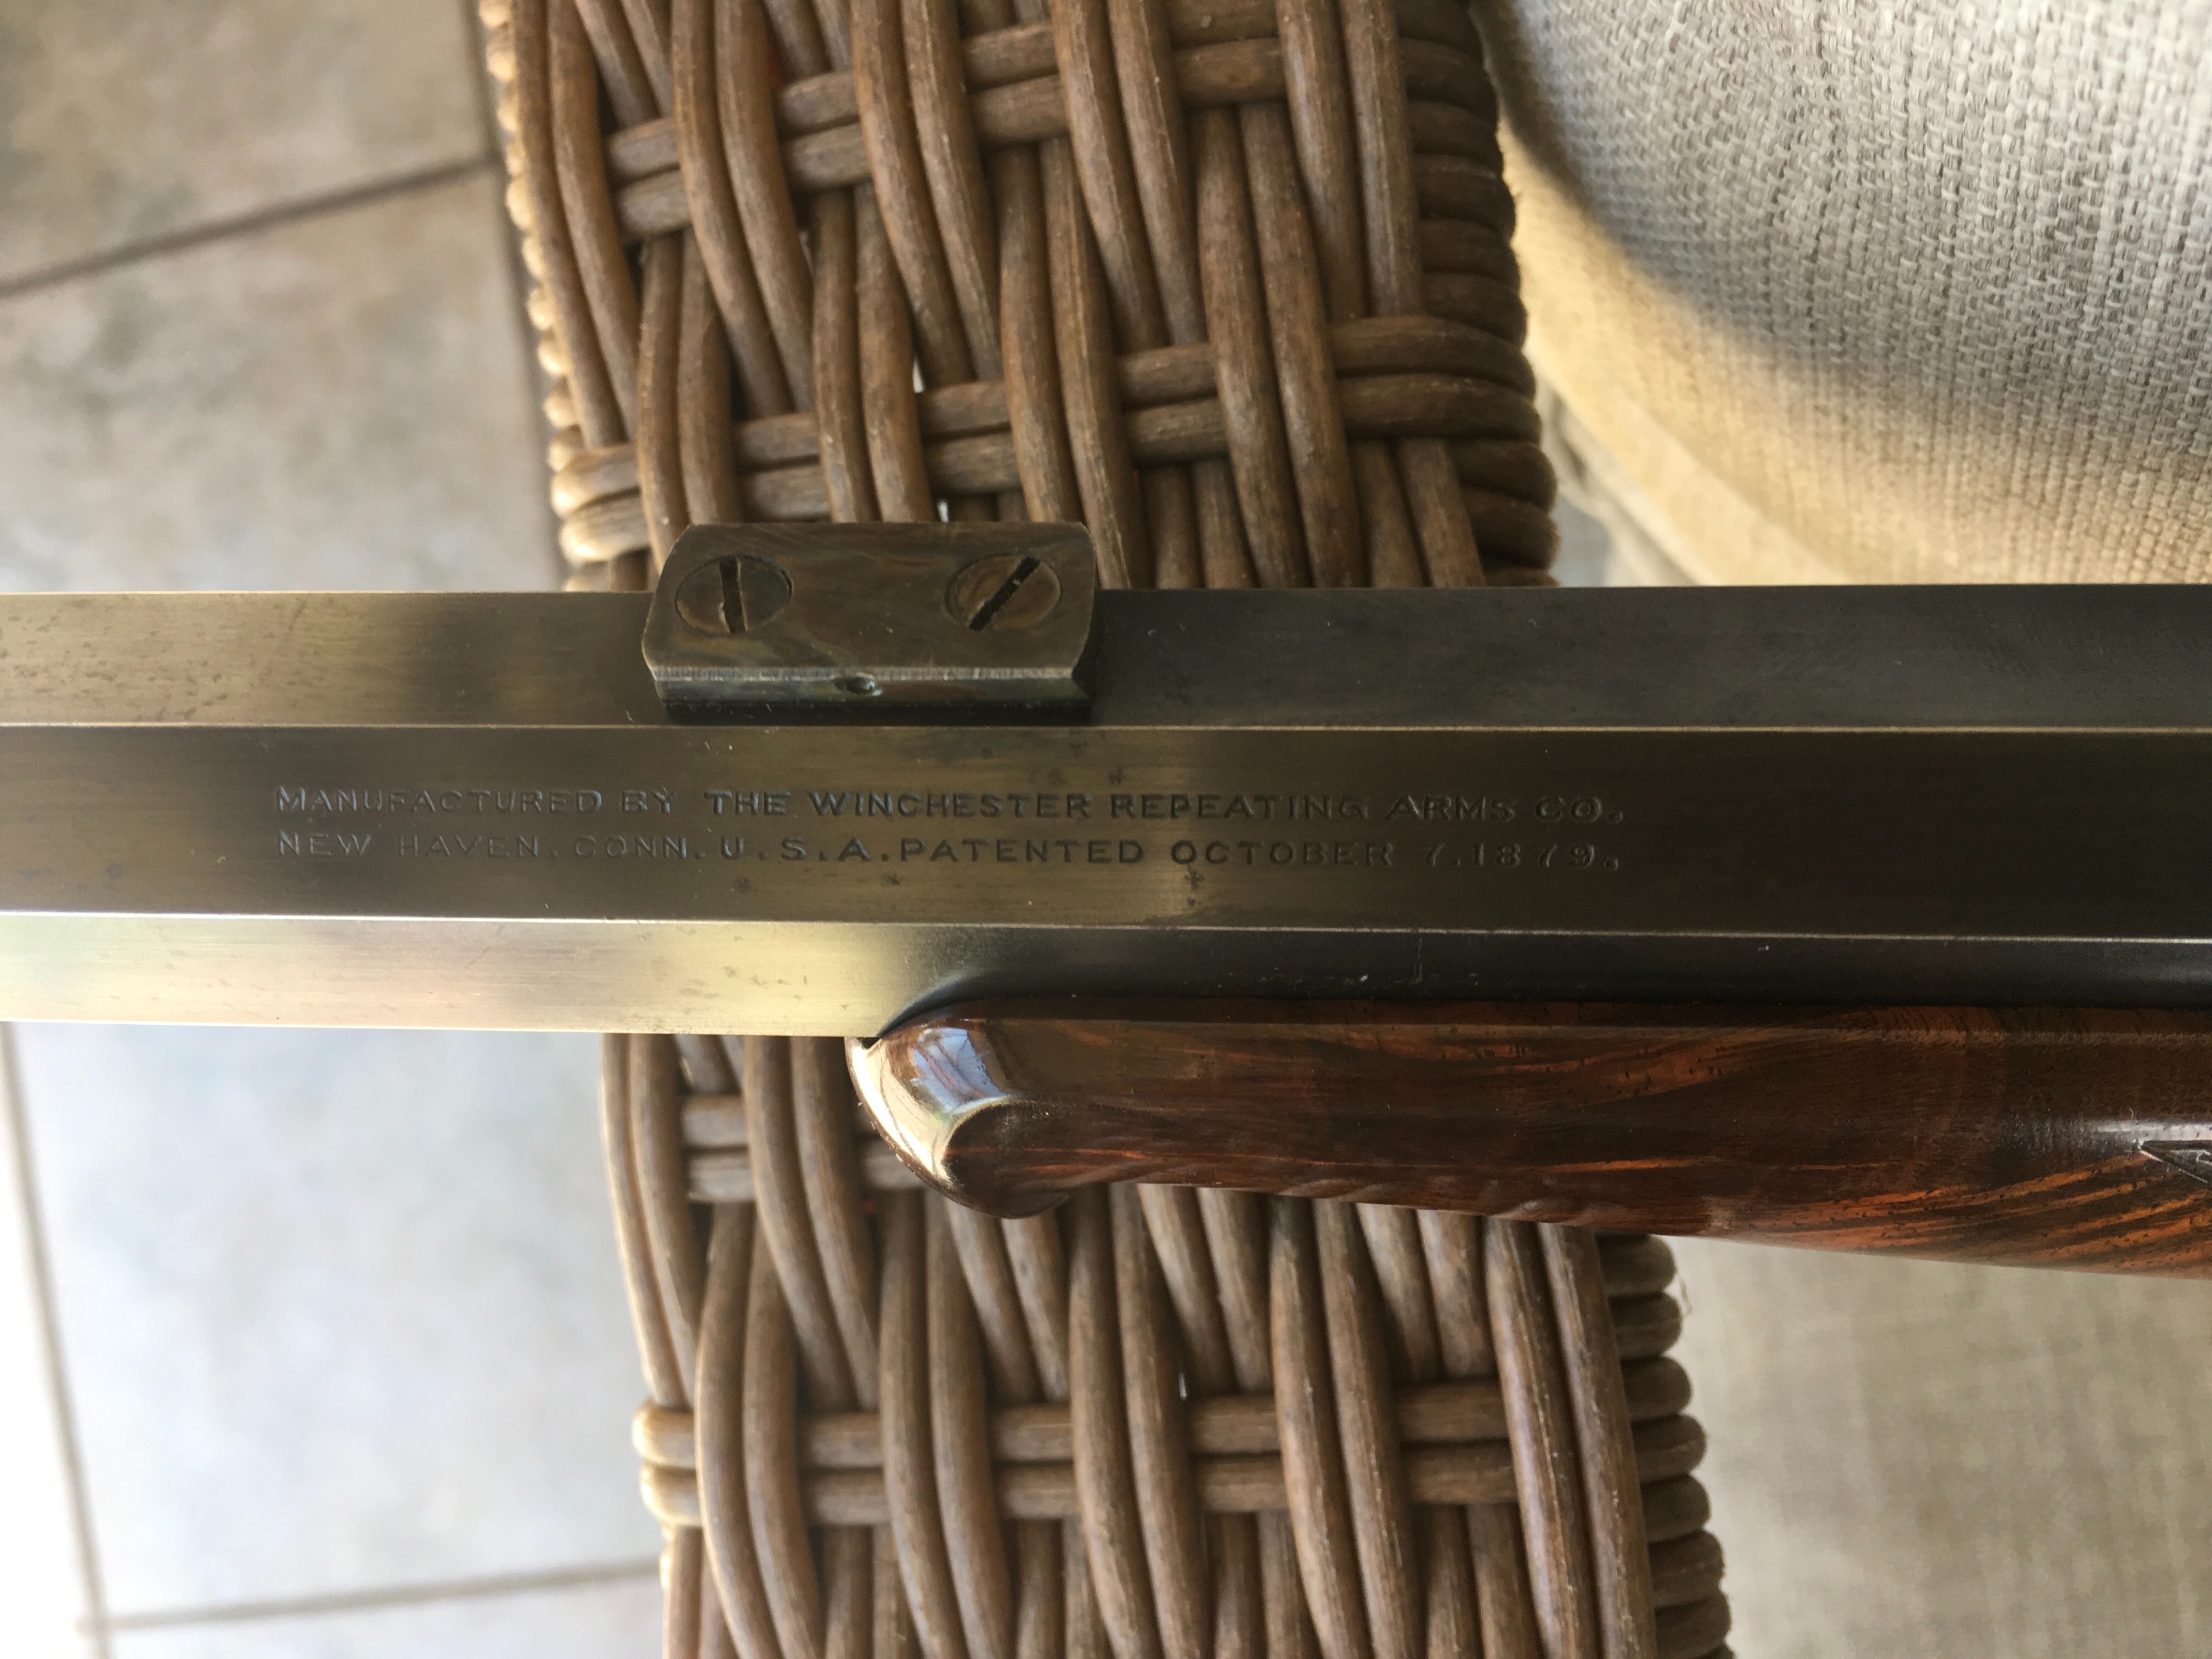 MANUFACTURED BY THE WINCHESTER REPEATING ARMS CO.
NEW HAVEN. CONN. U.S.A. PATENTED OCTOBER 7. 1879.